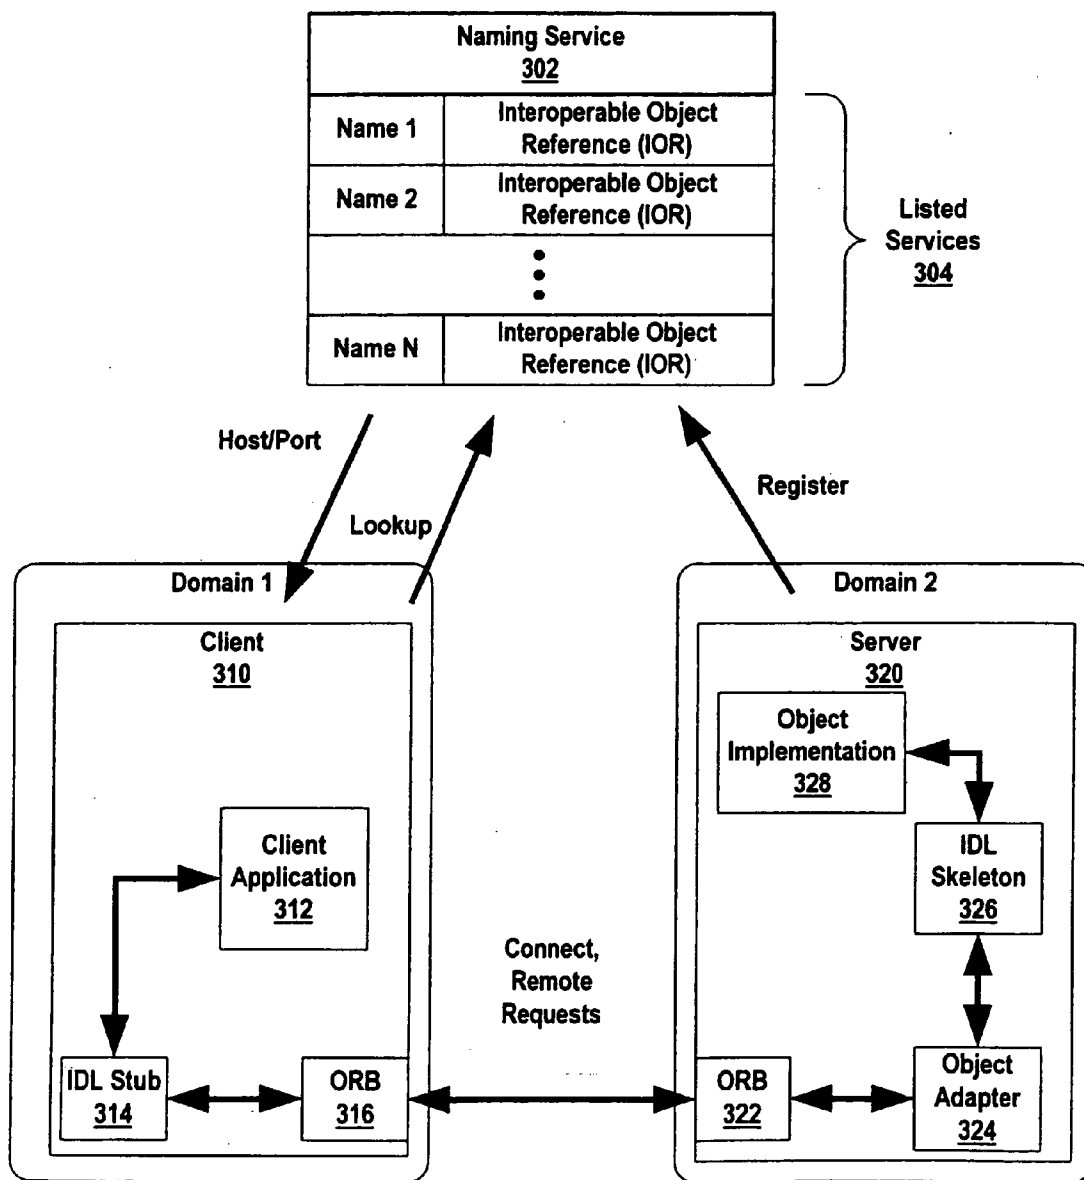 Naming Service
302
Name 1
Interoperable Object
Reference (IOR)
Name 2
Interoperable Object
Reference (IOR)
Name N
Interoperable Object
Reference (IOR)
Listed
Services
304
Host/Port
Lookup
Register
Domain 1
Client
310
Client
Application
312
IDL Stub
314
ORB
316
Connect,
Remote
Requests
Domain 2
Server
320
Object
Implementation
328
IDL
Skeleton
326
ORB
322
Object
Adapter
324